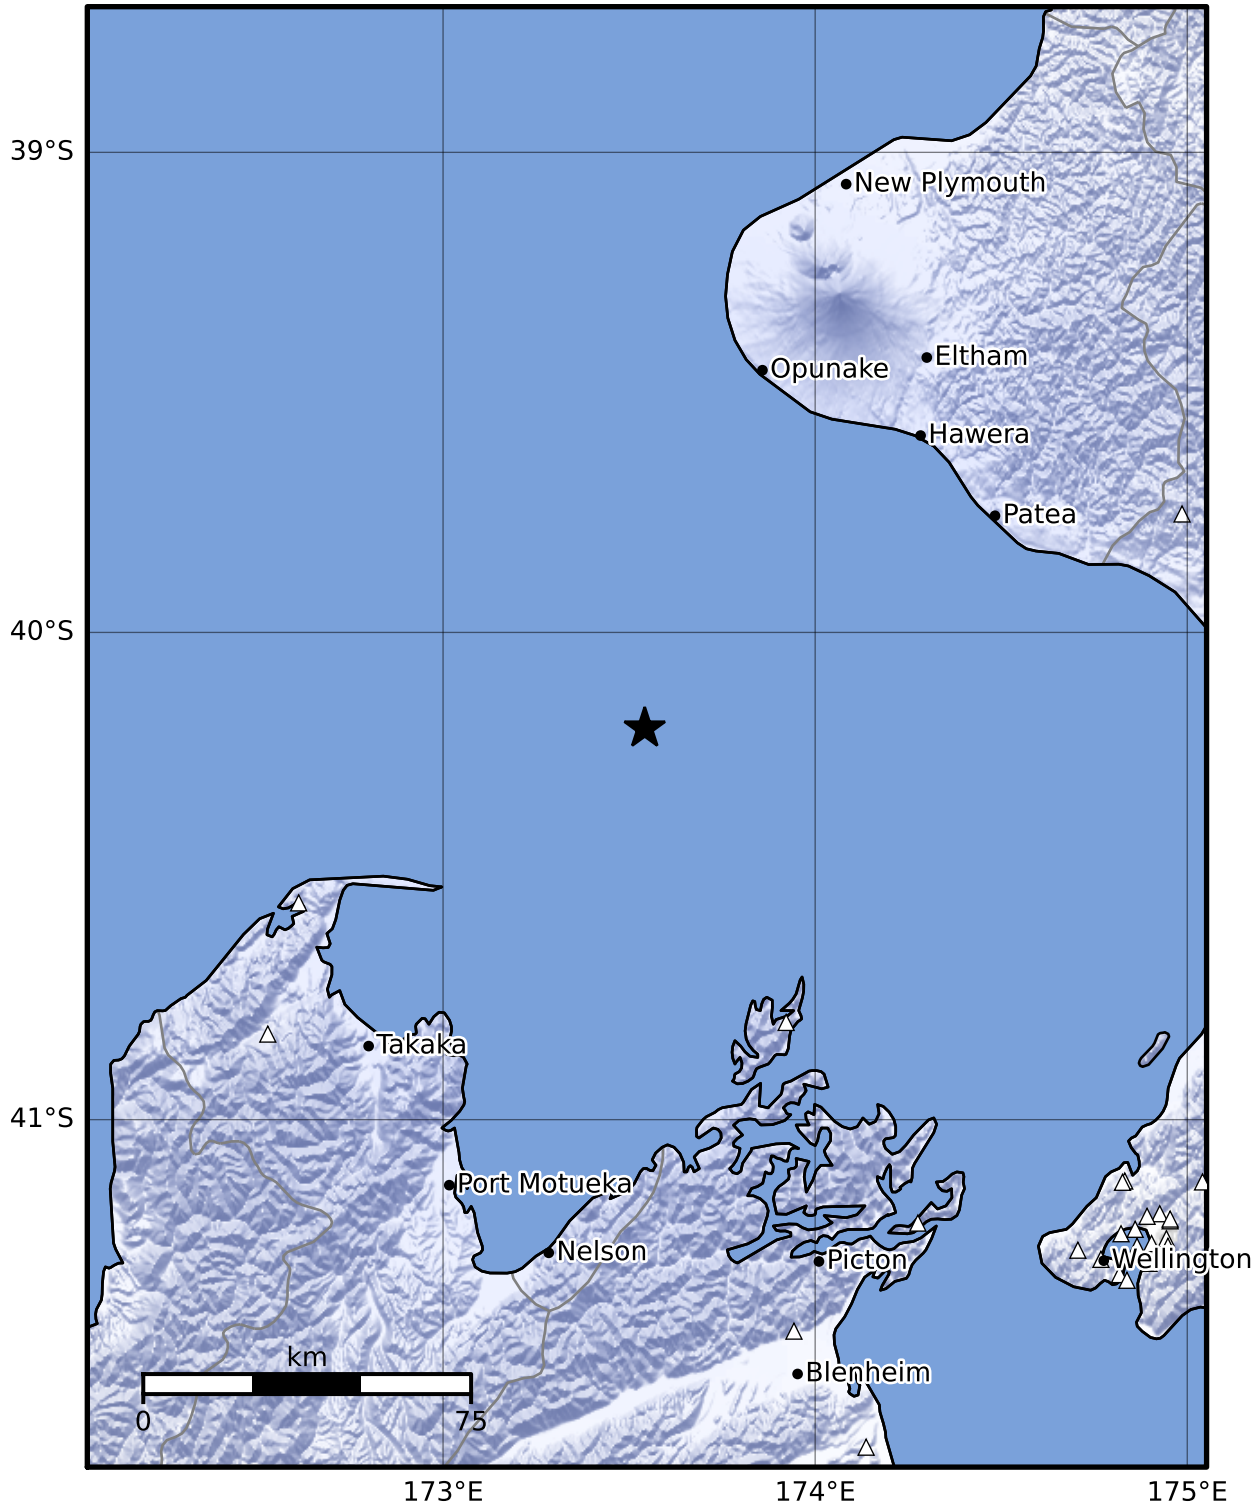 39°S
New Plymouth
Eltham
Opunake
Hawera
Patea
40°S
Takaka
41°S
Port Motueka
Nelson
Picton
Wellington
km
Blenheim
0
75
173°E
174°E
175°E